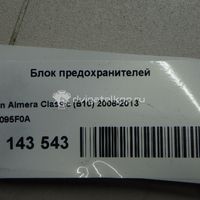 Блок предохранителей
n Almera Classic (B10) 2006-2013
095F0A
143 543